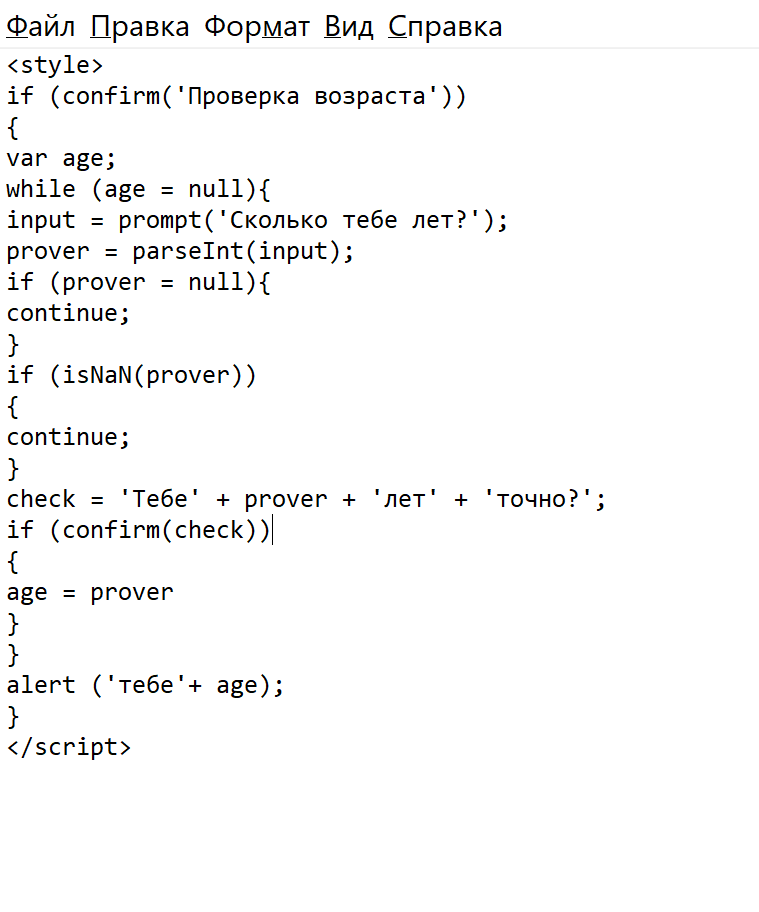 Файл Правка Формат Вид Справка
<style>
if (confirm('Проверка возраста'))
{
var age;
while (age = null){
input = prompt('Сколько тебе лет?');
prover = parseInt(input);
if (prover = null){
continue;
}
if (isNaN(prover))
{
continue;
}
check = 'Тебе' + prover + 'лет' + 'точно?';
if (confirm(check))
{
age = prover
}
}
alert ('тебе'+ age);
}
</script>